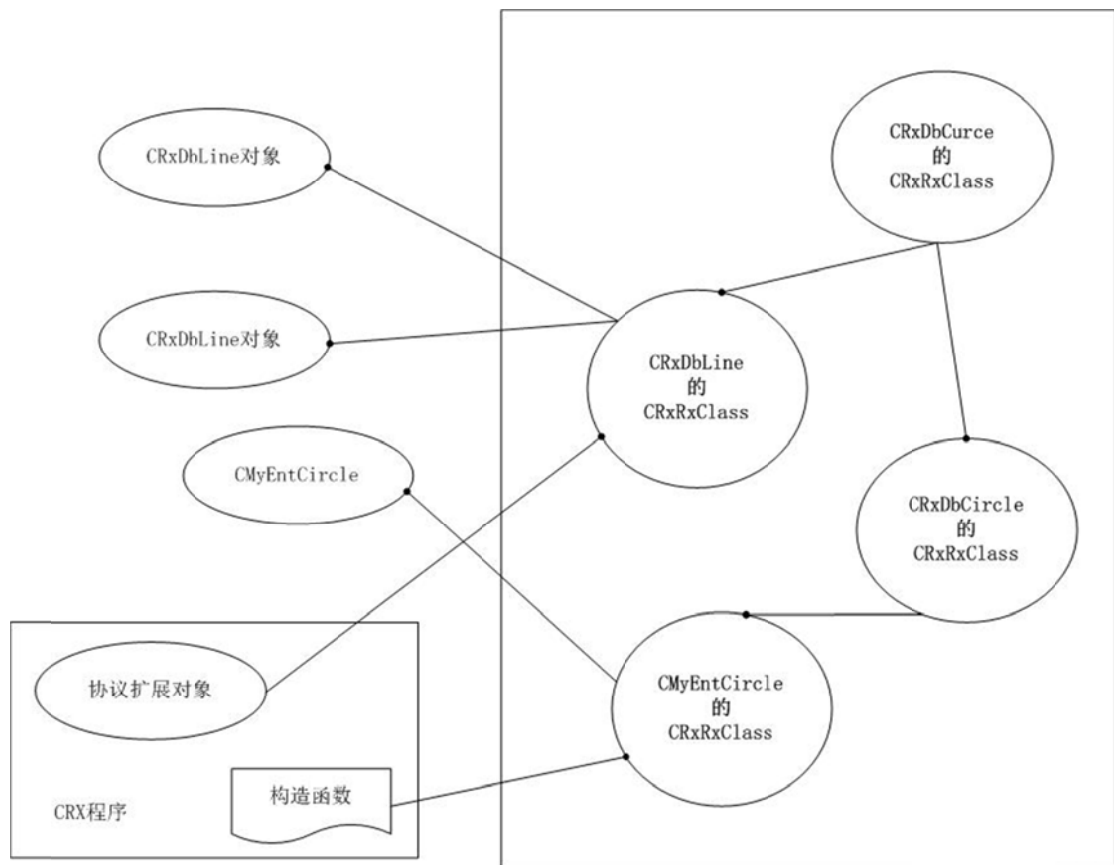 CRxDbLine对象
CRxDbLine对象
CMyEntCircle
协议扩展对象
CRX程序
构造函数
CRxDbCurce
的
CRxRxClass
CRxDbLine
的
CRxRxClass
CRxDbCircle
的
CRxRxClass
CMyEntCircle
的
CRxRxClass